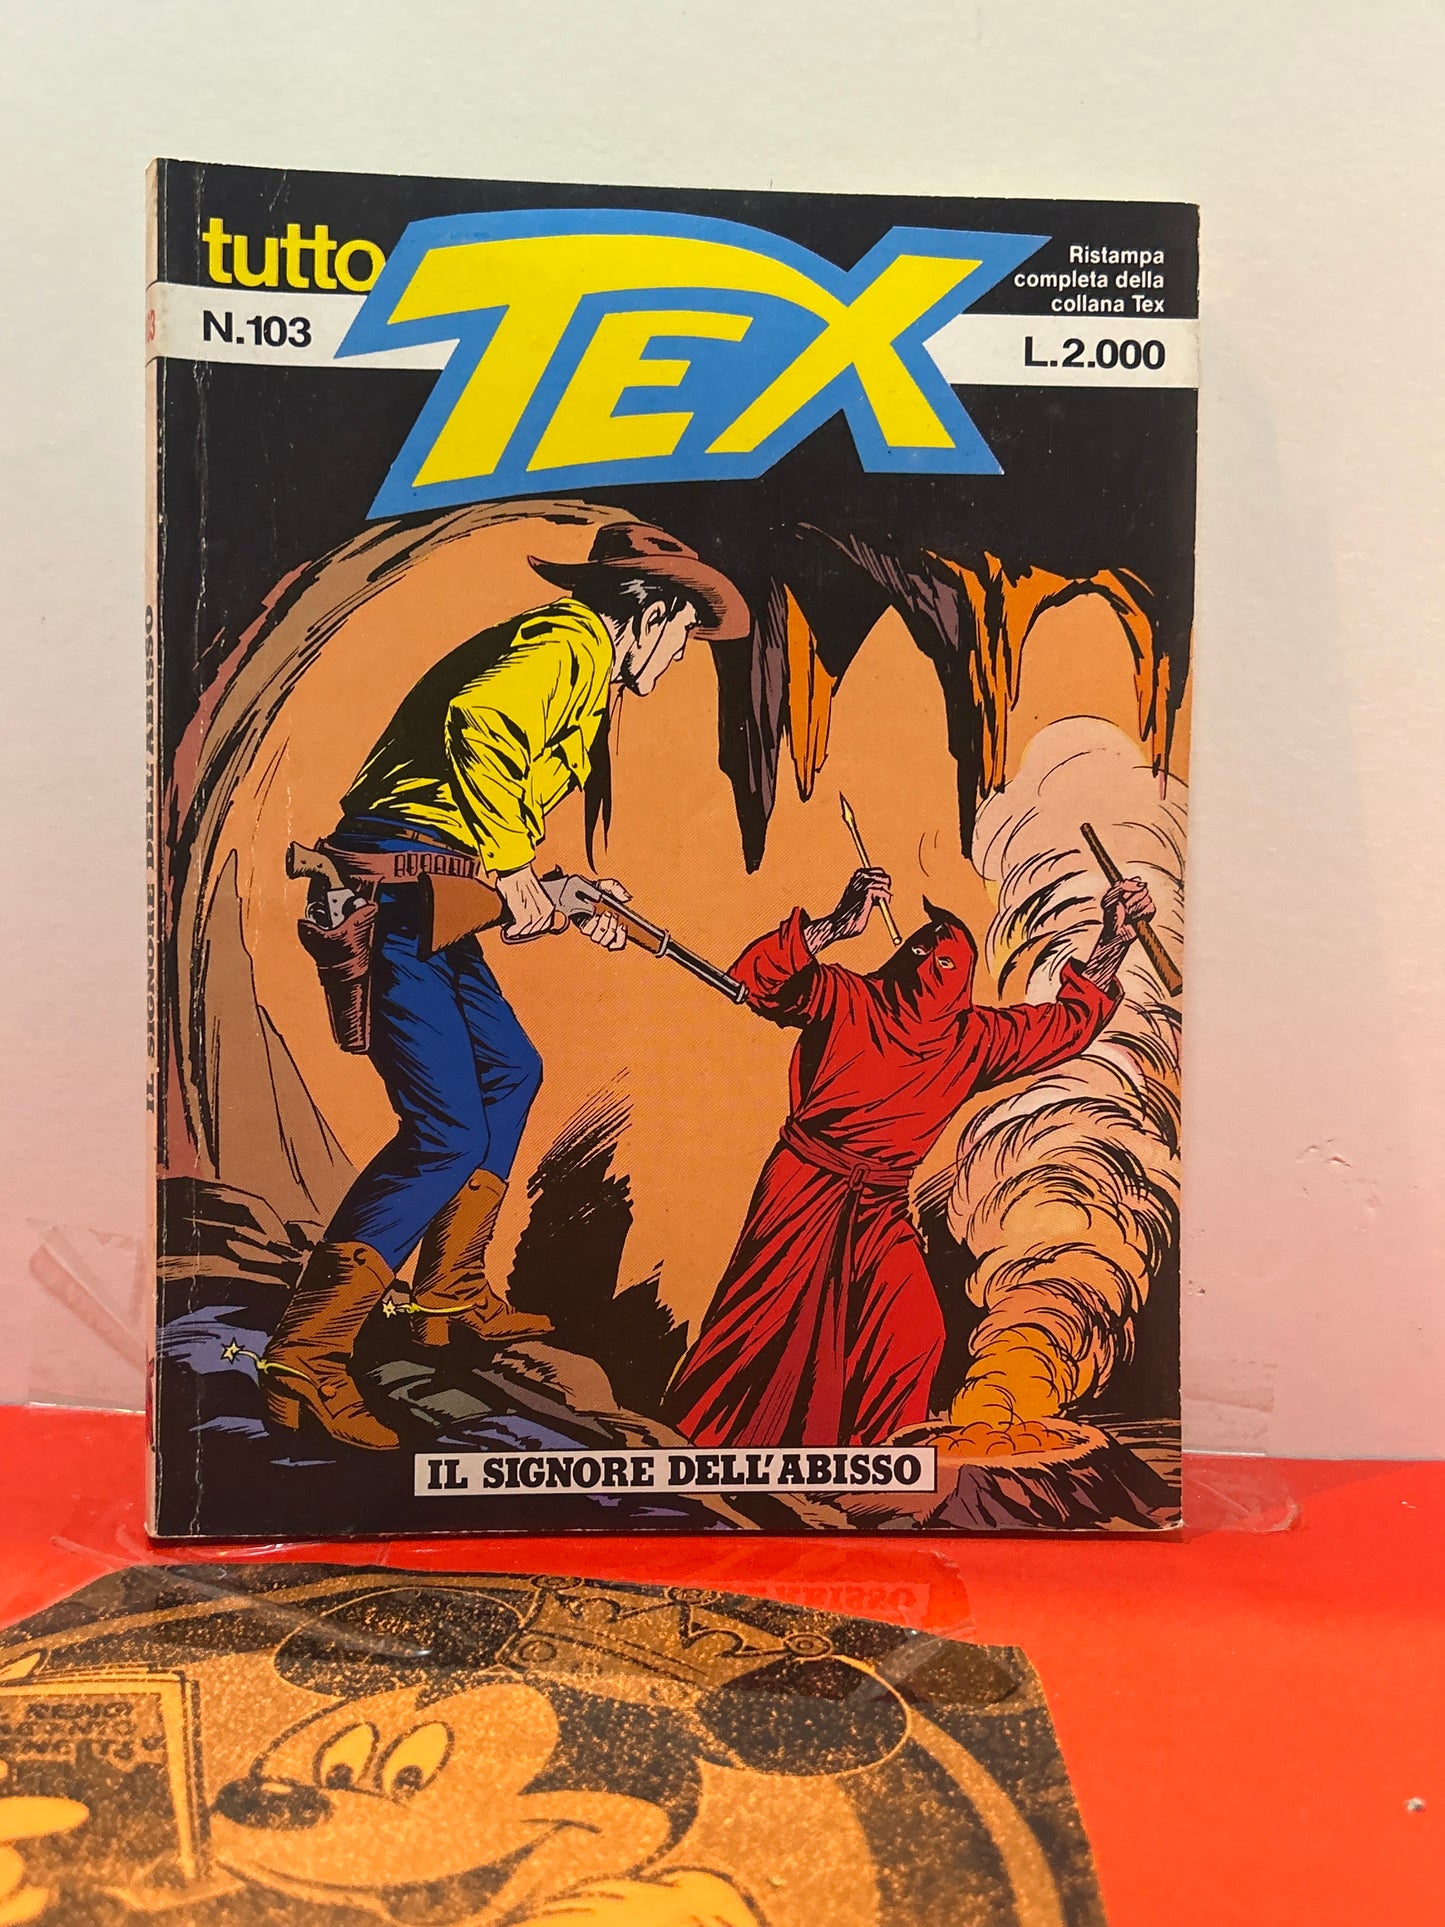 tutto
TEX
Ristampa
completa della
collana Tex
N.103
L.2.000
IL SIGNORE DELL'ABISSO
IL SIGNORE DELL'ABISSO